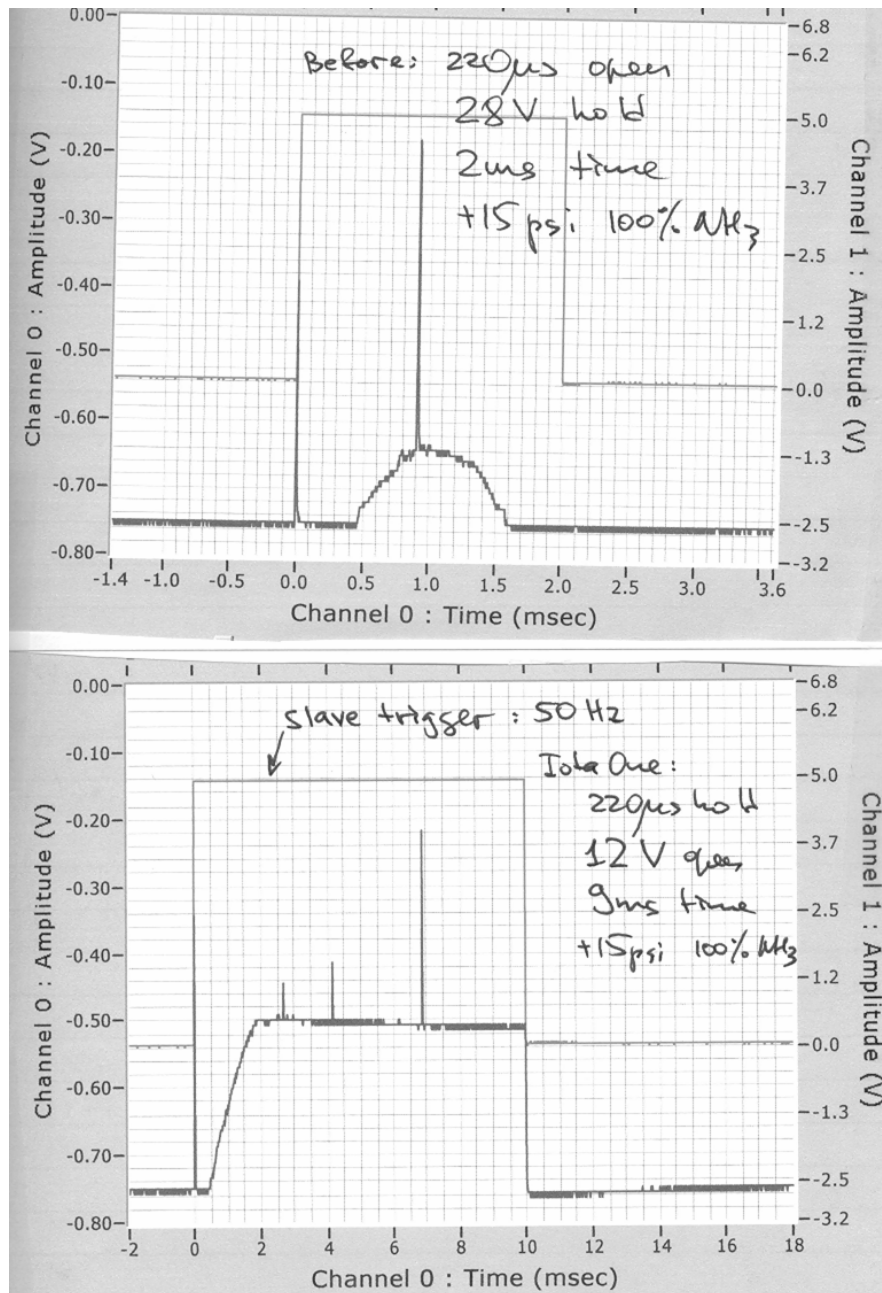 Before: 220µs open
28V hold
2ms time
+15psi 100% NH3
0.00
-0.10
-0.20
-0.30
-0.40
-0.50
-0.60
-0.70
-0.80
Channel 0 : Amplitude (V)
6.8
6.2
5.0
3.7
2.5
1.2
0.0
-1.3
-2.5
-3.2
Channel 1 : Amplitude (V)
-1.4 -1.0 -0.5 0.0 0.5 1.0 1.5 2.0 2.5 3.0 3.6
Channel 0 : Time (msec)
slave trigger : 50 Hz
Iota One:
220µs hold
12V open
9ms time
+15psi 100% NH3
0.00
-0.10
-0.20
-0.30
-0.40
-0.50
-0.60
-0.70
-0.80
Channel 0 : Amplitude (V)
6.8
6.2
5.0
3.7
2.5
1.2
0.0
-1.3
-2.5
-3.2
Channel 1 : Amplitude (V)
-2 0 2 4 6 8 10 12 14 16 18
Channel 0 : Time (msec)